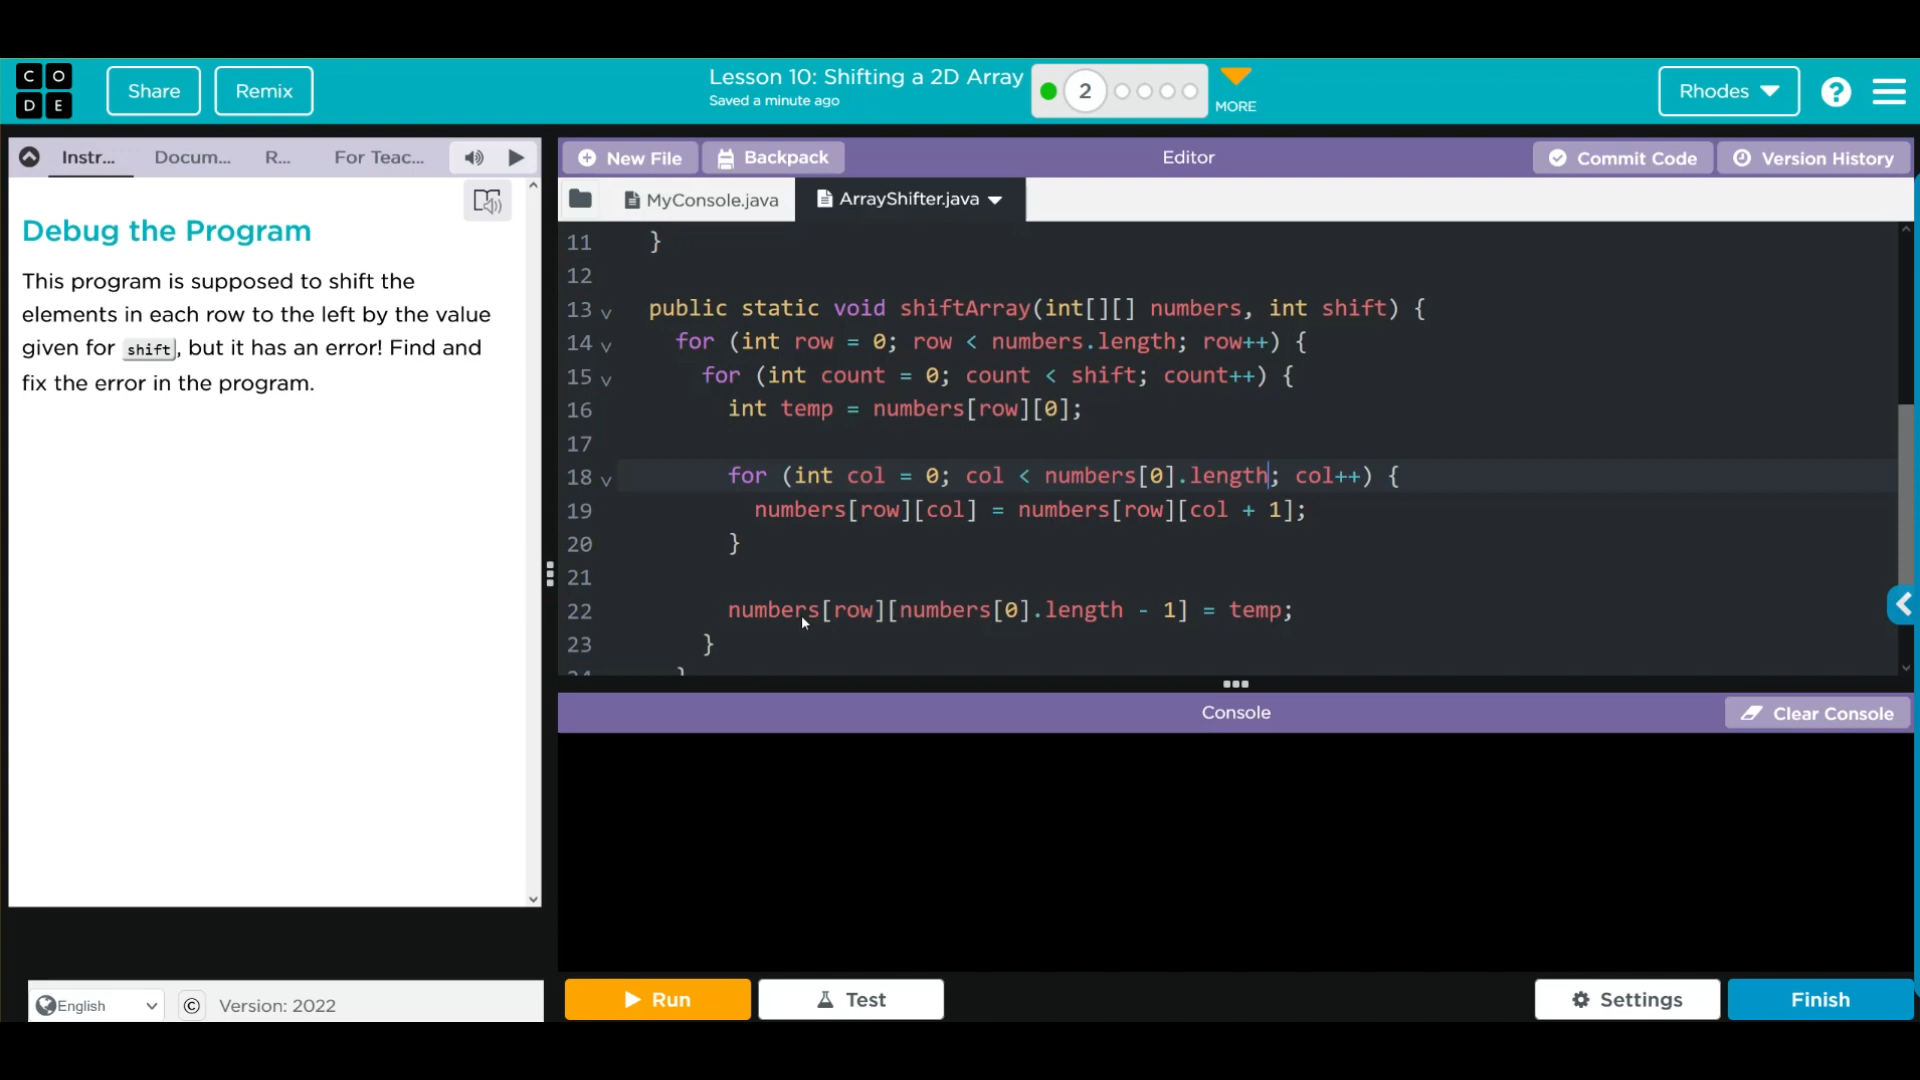 C O
D E
Share
Remix
Lesson 10: Shifting a 2D Array
Saved a minute ago
2
MORE
Rhodes
?
Instr...
Docum...
R...
For Teac...
Debug the Program
This program is supposed to shift the
elements in each row to the left by the value
given for shift, but it has an error! Find and
fix the error in the program.
New File
Backpack
Editor
Commit Code
Version History
MyConsole.java
ArrayShifter.java
11 }
12
13 public static void shiftArray(int[][] numbers, int shift) {
14 for (int row = 0; row < numbers.length; row++) {
15 for (int count = 0; count < shift; count++) {
16 int temp = numbers[row][0];
17
18 for (int col = 0; col < numbers[0].length; col++) {
19 numbers[row][col] = numbers[row][col + 1];
20 }
21
22 numbers[row][numbers[0].length - 1] = temp;
23 }
Console
Clear Console
English
© Version: 2022
Run
Test
Settings
Finish